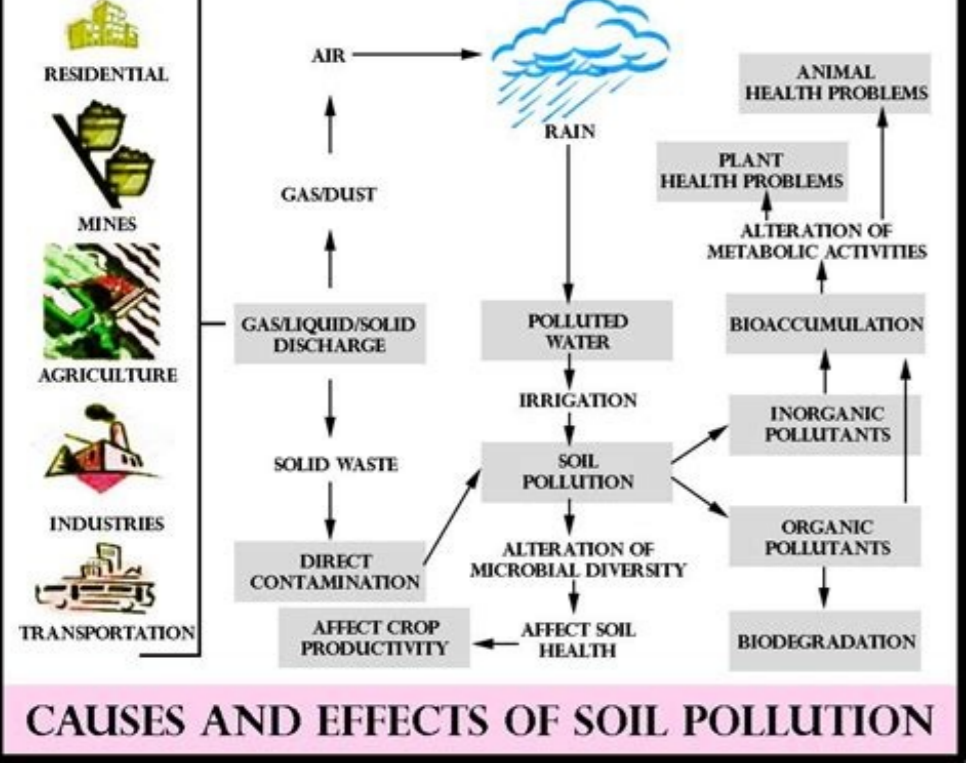 RESIDENTIAL
MINES
AGRICULTURE
INDUSTRIES
TRANSPORTATION
AIR
GAS/DUST
GAS/LIQUID/SOLID
DISCHARGE
SOLID WASTE
DIRECT
CONTAMINATION
AFFECT CROP
PRODUCTIVITY
RAIN
POLLUTED
WATER
IRRIGATION
SOIL
POLLUTION
ALTERATION OF
MICROBIAL DIVERSITY
AFFECT SOIL
HEALTH
ANIMAL
HEALTH PROBLEMS
PLANT
HEALTH PROBLEMS
ALTERATION OF
METABOLIC ACTIVITIES
BIOACCUMULATION
INORGANIC
POLLUTANTS
ORGANIC
POLLUTANTS
BIODEGRADATION
CAUSES AND EFFECTS OF SOIL POLLUTION